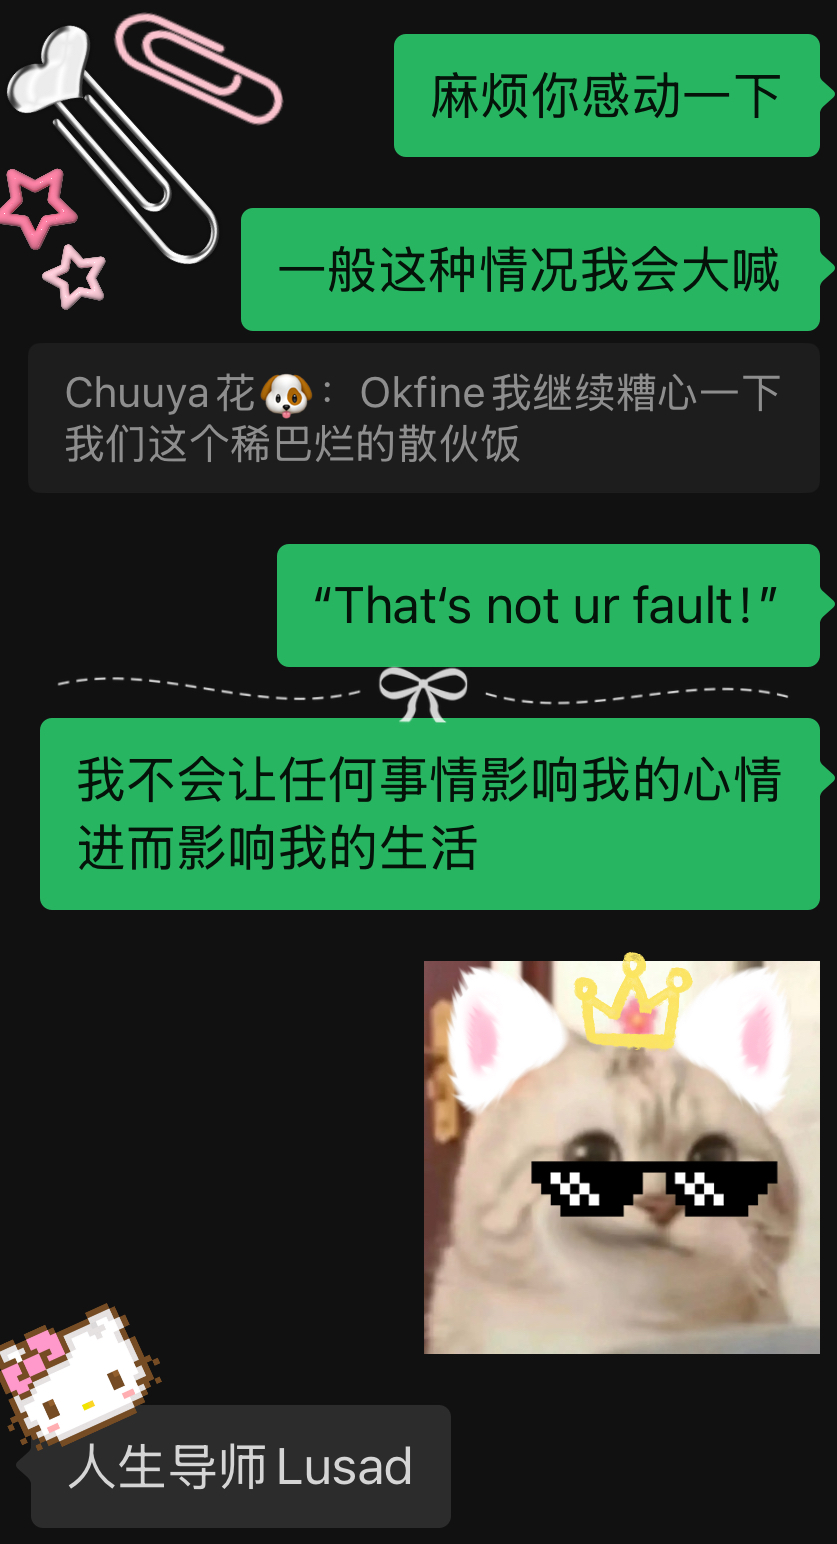 麻烦你感动一下
一般这种情况我会大喊
Chuuya花🐶：Okfine我继续糟心一下
我们这个稀巴烂的散伙饭
“That‘s not ur fault！”
我不会让任何事情影响我的心情
进而影响我的生活
人生导师Lusad